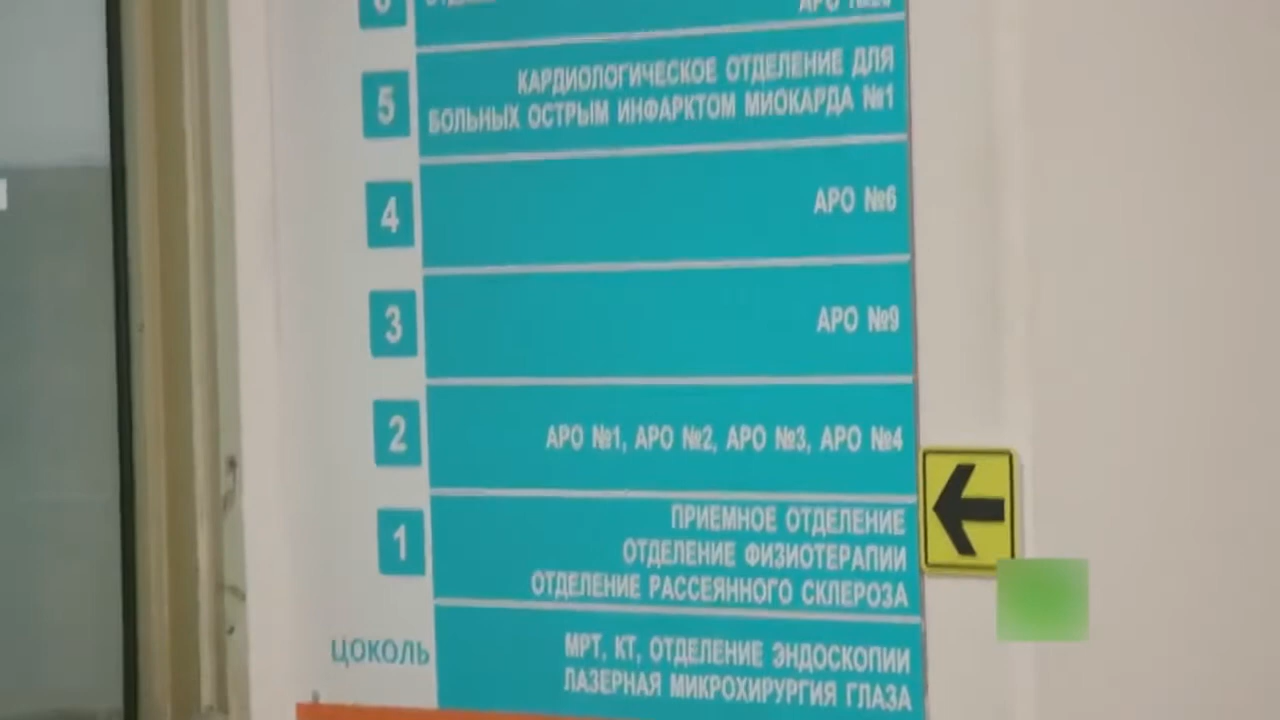 5
КАРДИОЛОГИЧЕСКОЕ ОТДЕЛЕНИЕ ДЛЯ
БОЛЬНЫХ ОСТРЫМ ИНФАРКТОМ МИОКАРДА №1
4
АРО №6
3
АРО №9
2
АРО №1, АРО №2, АРО №3, АРО №4
1
ПРИЕМНОЕ ОТДЕЛЕНИЕ
ОТДЕЛЕНИЕ ФИЗИОТЕРАПИИ
ОТДЕЛЕНИЕ РАССЕЯННОГО СКЛЕРОЗА
ЦОКОЛЬ
МРТ, КТ, ОТДЕЛЕНИЕ ЭНДОСКОПИИ
ЛАЗЕРНАЯ МИКРОХИРУРГИЯ ГЛАЗА